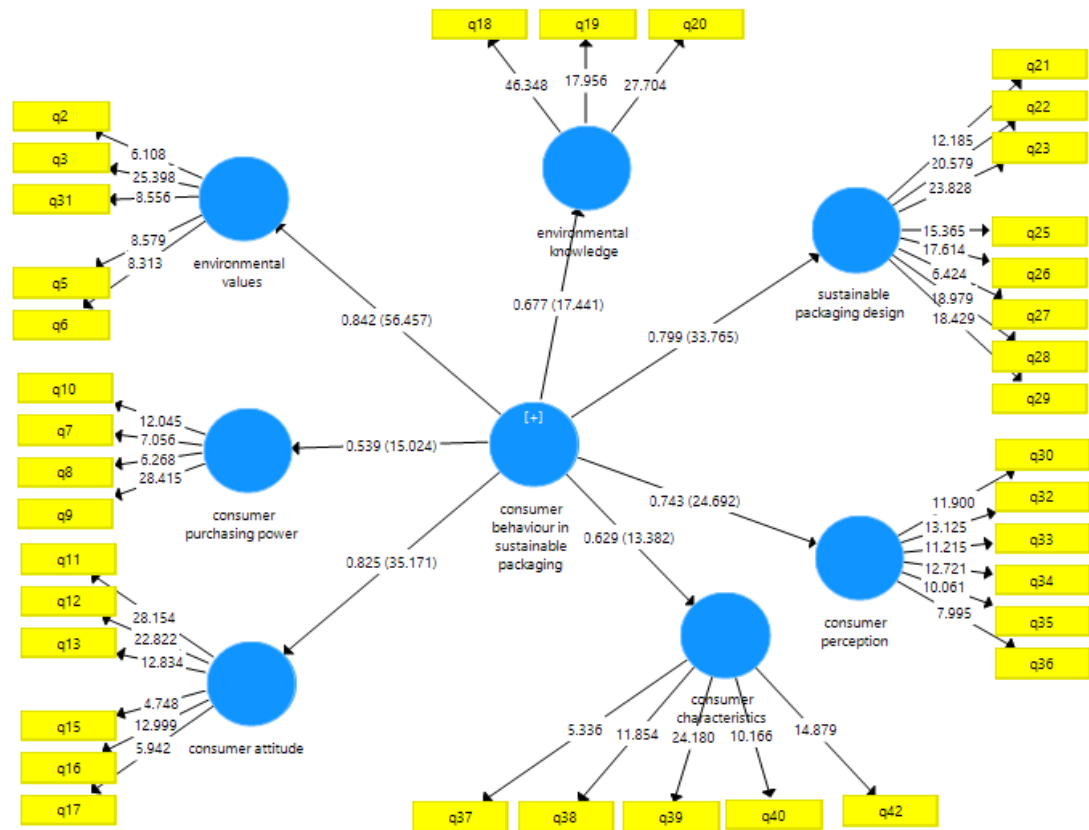 q18
q19
q20
46.348
17.956
27.704
environmental
knowledge
0.677 (17.441)
q2
q3
q31
q5
q6
6.108
25.398
8.556
8.579
8.313
environmental
values
0.842 (56.457)
q21
q22
q23
q25
q26
q27
q28
q29
12.185
20.579
23.828
15.365
17.614
6.424
18.979
18.429
sustainable
packaging design
0.799 (33.765)
q10
q7
q8
q9
12.045
7.056
6.268
28.415
consumer
purchasing power
0.539 (15.024)
[+]
consumer
behaviour in
sustainable
packaging
q11
q12
q13
q15
q16
q17
28.154
22.822
12.834
4.748
12.999
5.942
consumer attitude
0.825 (35.171)
q30
q32
q33
q34
q35
q36
11.900
13.125
11.215
12.721
10.061
7.995
consumer
perception
0.743 (24.692)
0.629 (13.382)
consumer
characteristics
5.336
11.854
24.180
10.166
14.879
q37
q38
q39
q40
q42